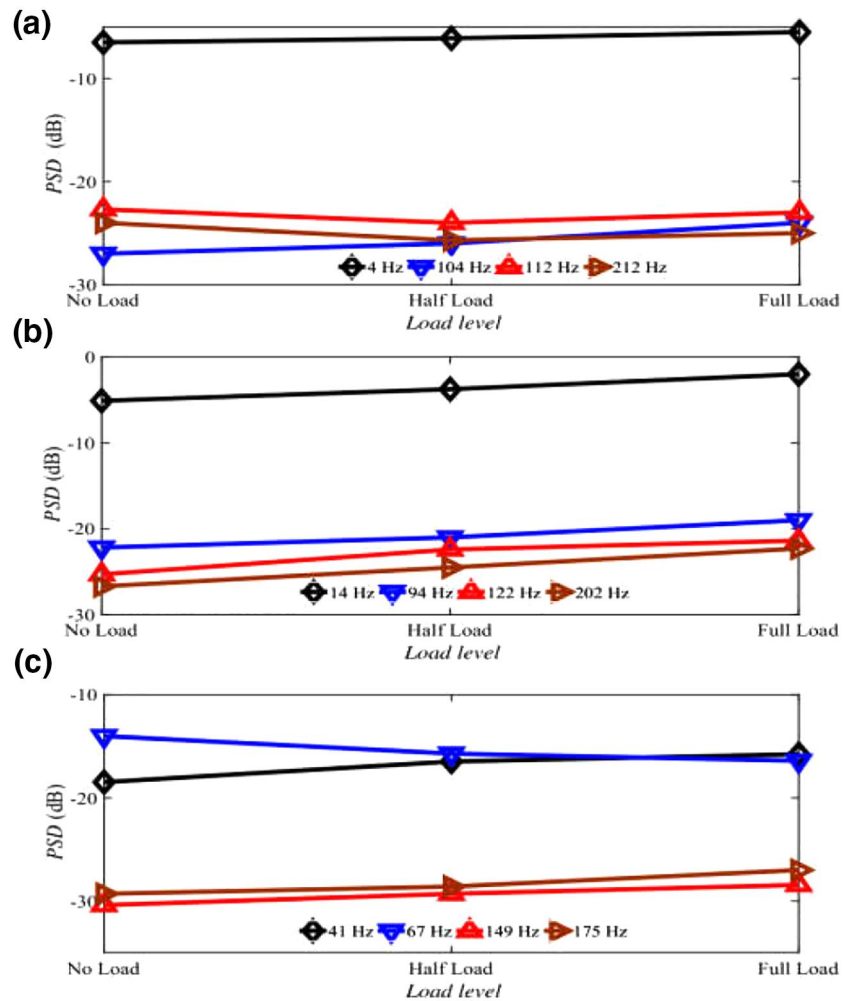 (a)
-10
-20
-30
PSD (dB)
4 Hz 104 Hz 112 Hz 212 Hz
No Load Half Load Full Load
Load level
(b)
0
-10
-20
-30
PSD (dB)
14 Hz 94 Hz 122 Hz 202 Hz
No Load Half Load Full Load
Load level
(c)
-10
-20
-30
PSD (dB)
41 Hz 67 Hz 149 Hz 175 Hz
No Load Half Load Full Load
Load level